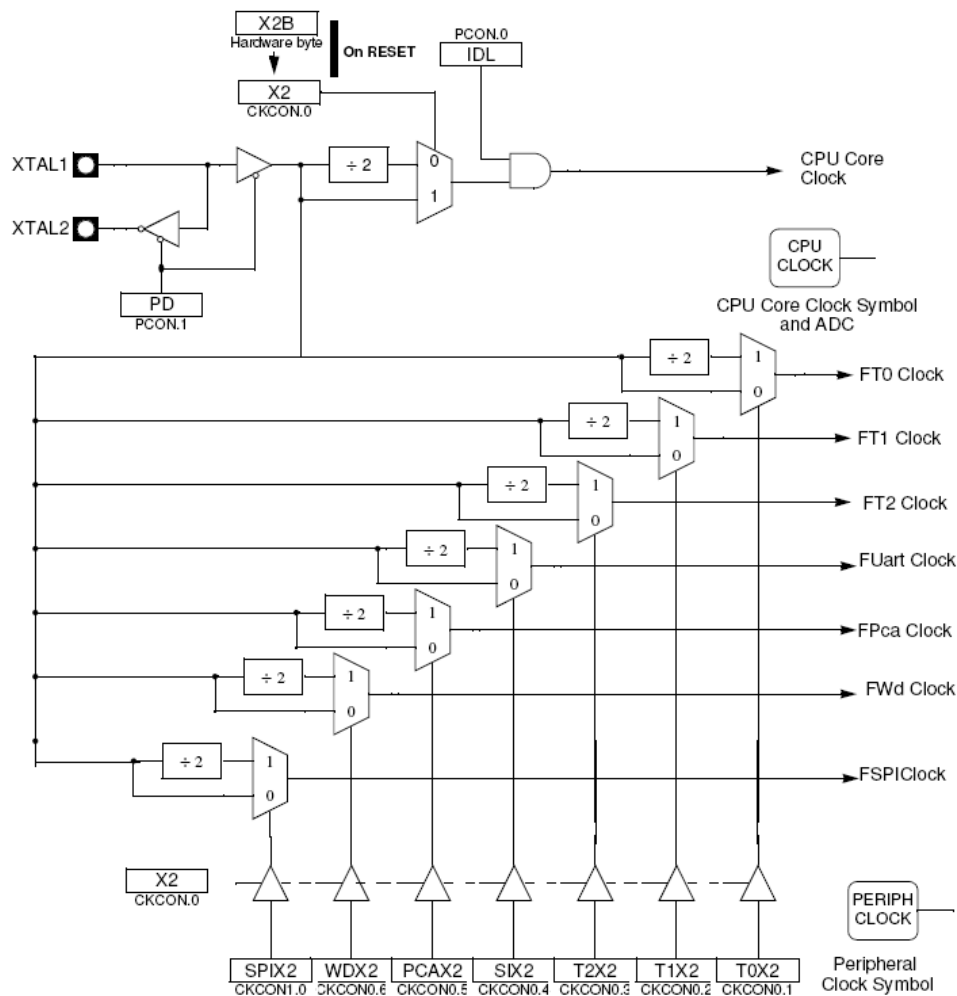 X2B
Hardware byte
On RESET
PCON.0
IDL
X2
CKCON.0
XTAL1
÷ 2
0
1
CPU Core
Clock
XTAL2
PD
PCON.1
CPU
CLOCK
CPU Core Clock Symbol
and ADC
÷ 2
1
0
FT0 Clock
÷ 2
1
0
FT1 Clock
÷ 2
1
0
FT2 Clock
÷ 2
1
0
FUart Clock
÷ 2
1
0
FPca Clock
÷ 2
1
0
FWd Clock
÷ 2
1
0
FSPIClock
X2
CKCON.0
PERIPH
CLOCK
Peripheral
Clock Symbol
SPIX2
CKCON1.0
WDX2
CKCON0.6
PCAX2
CKCON0.5
SIX2
CKCON0.4
T2X2
CKCON0.3
T1X2
CKCON0.2
T0X2
CKCON0.1